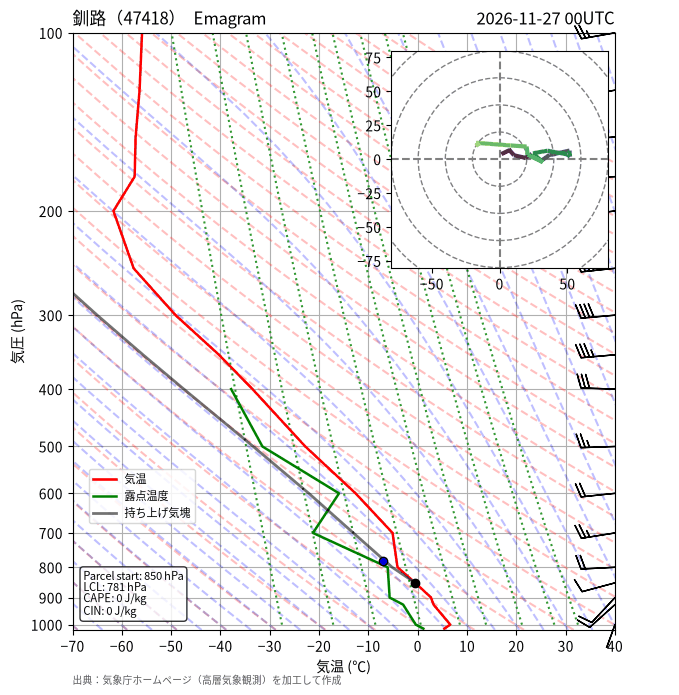 釧路（47418） Emagram
2026-11-27 00UTC
100
200
300
400
500
600
700
800
900
1000
気圧 (hPa)
75
50
25
0
−25
−50
−75
−50
0
50
気温
露点温度
持ち上げ気塊
Parcel start: 850 hPa
LCL: 781 hPa
CAPE: 0 J/kg
CIN: 0 J/kg
−70
−60
−50
−40
−30
−20
−10
0
10
20
30
40
気温 (℃)
出典：気象庁ホームページ（高層気象観測）を加工して作成